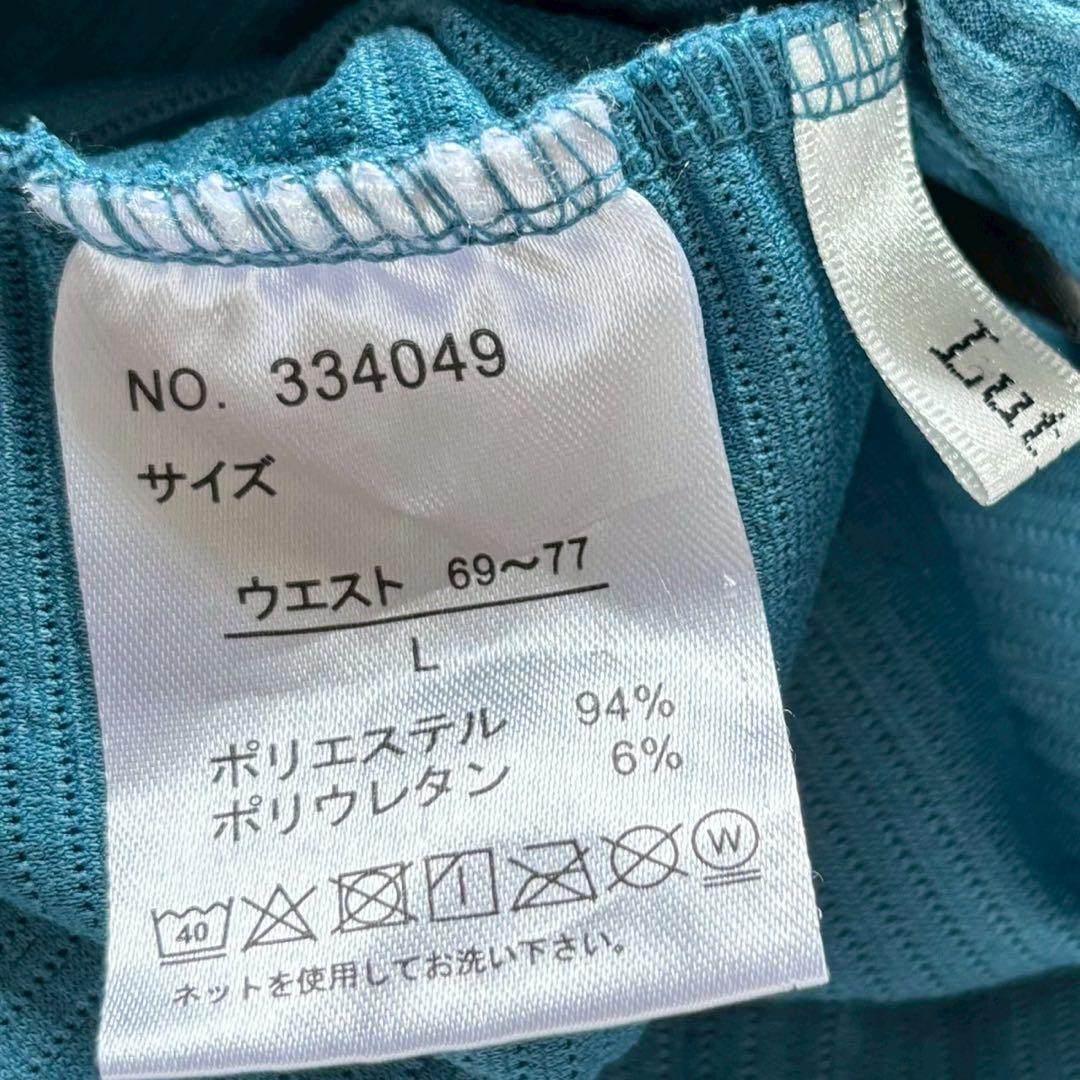 NO. 334049
サイズ
ウエスト 69〜77
L
ポリエステル 94%
ポリウレタン 6%
40
W
ネットを使用してお洗い下さい。
Lut